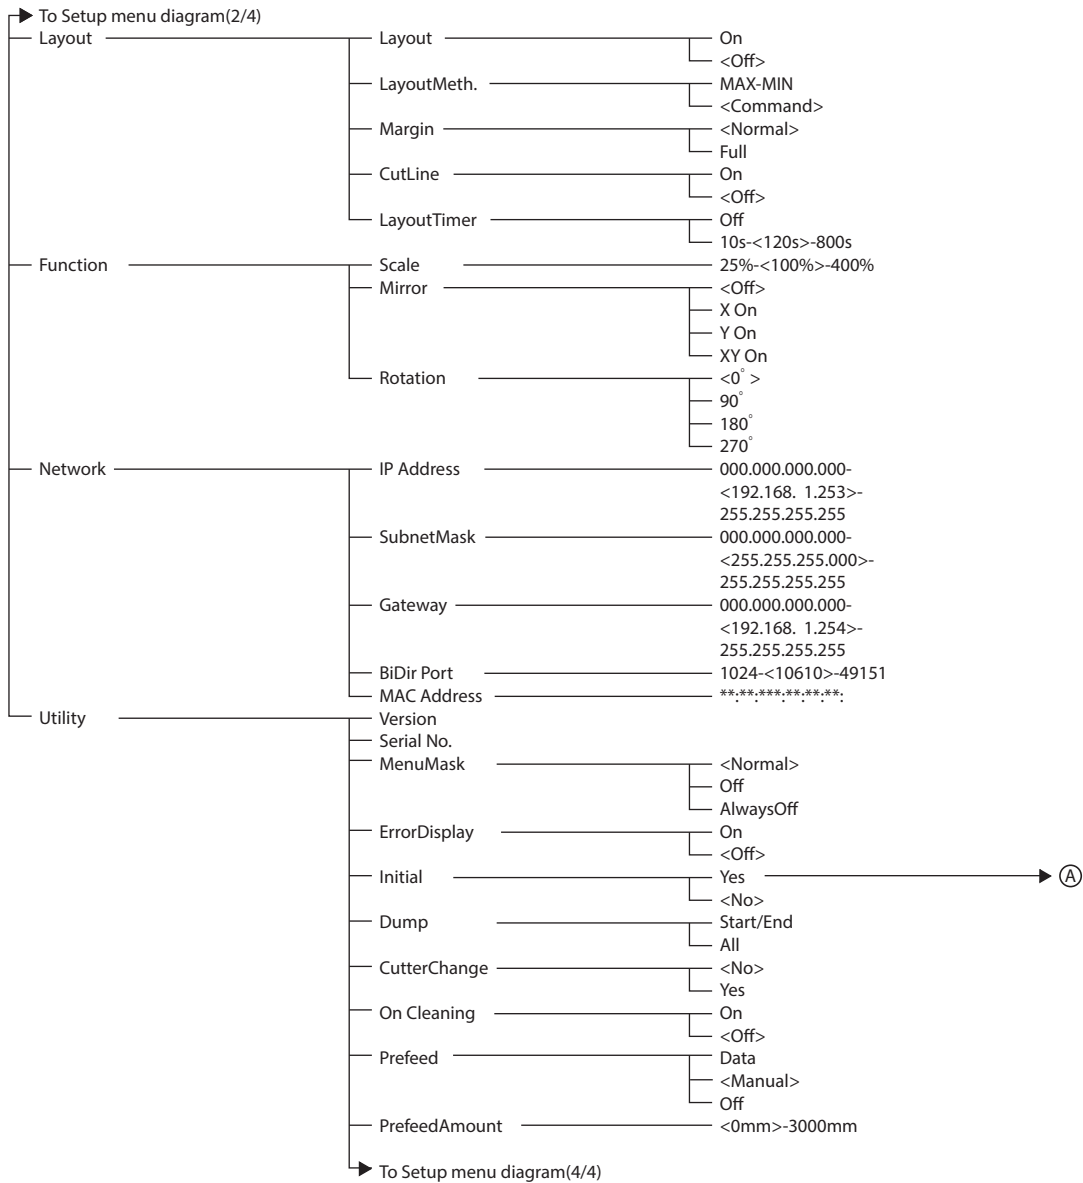 To Setup menu diagram(2/4)
Layout Layout On
<Off>
LayoutMeth. MAX-MIN
<Command>
Margin <Normal>
Full
CutLine On
<Off>
LayoutTimer Off
10s-<120s>-800s
Function Scale 25%-<100%>-400%
Mirror <Off>
X On
Y On
XY On
Rotation <0° >
90°
180°
270°
Network IP Address 000.000.000.000-
<192.168. 1.253>-
255.255.255.255
SubnetMask 000.000.000.000-
<255.255.255.000>-
255.255.255.255
Gateway 000.000.000.000-
<192.168. 1.254>-
255.255.255.255
BiDir Port 1024-<10610>-49151
MAC Address **:**:***:**:**:**:
Utility Version
Serial No.
MenuMask <Normal>
Off
AlwaysOff
ErrorDisplay On
<Off>
Initial Yes A
<No>
Dump Start/End
All
CutterChange <No>
Yes
On Cleaning On
<Off>
Prefeed Data
<Manual>
Off
PrefeedAmount <0mm>-3000mm
To Setup menu diagram(4/4)